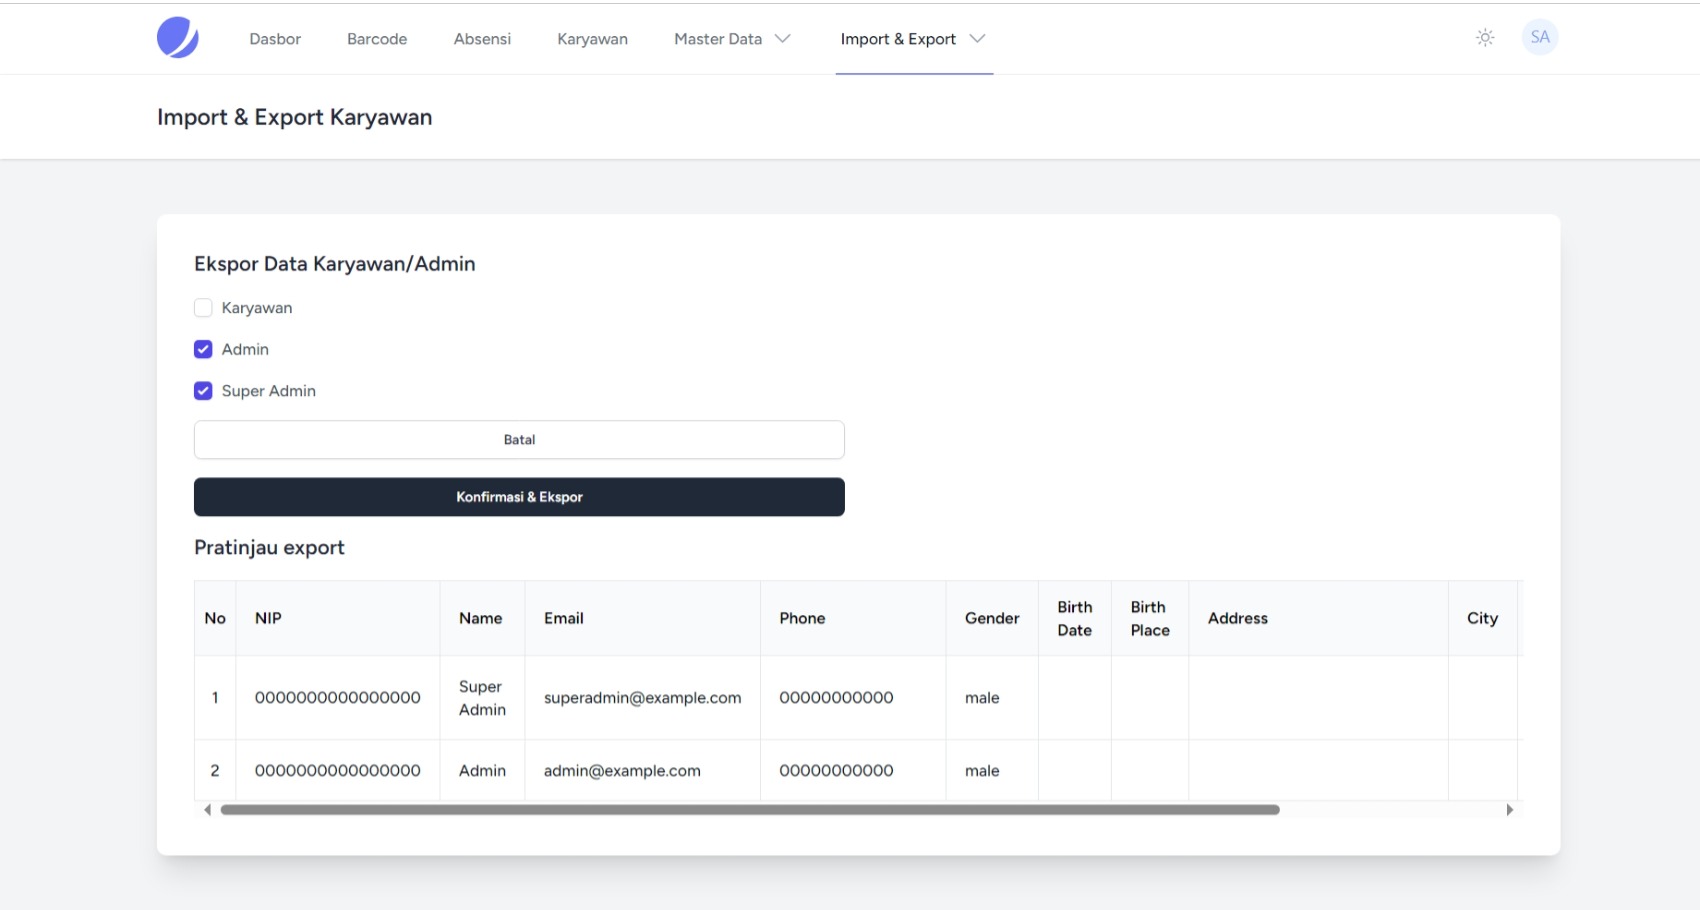 Dasbor Barcode Absensi Karyawan Master Data Import & Export SA
Import & Export Karyawan
Ekspor Data Karyawan/Admin
Karyawan
Admin
Super Admin
Batal
Konfirmasi & Ekspor
Pratinjau export
No NIP Name Email Phone Gender Birth Date Birth Place Address City
1 0000000000000000 Super Admin superadmin@example.com 00000000000 male
2 0000000000000000 Admin admin@example.com 00000000000 male